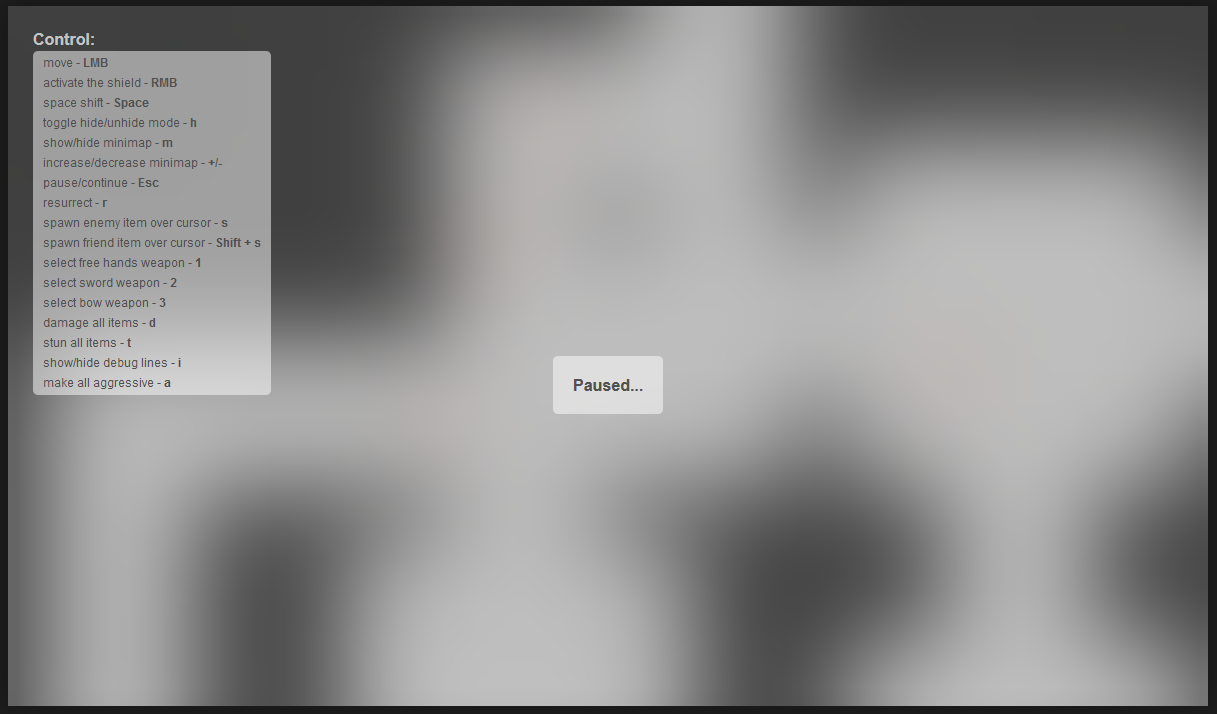 Control:
move - LMB
activate the shield - RMB
space shift - Space
toggle hide/unhide mode - h
show/hide minimap - m
increase/decrease minimap - +/-
pause/continue - Esc
resurrect - r
spawn enemy item over cursor - s
spawn friend item over cursor - Shift + s
select free hands weapon - 1
select sword weapon - 2
select bow weapon - 3
damage all items - d
stun all items - t
show/hide debug lines - i
make all aggressive - a
Paused...